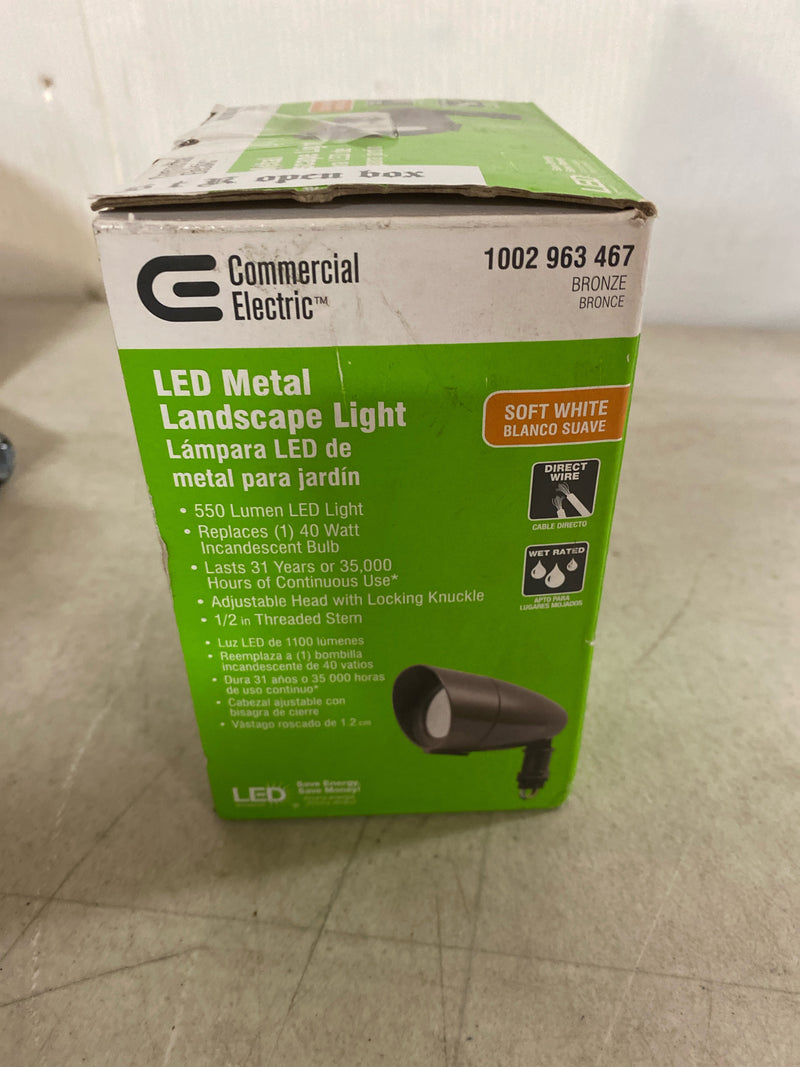 open box
Commercial
Electric™
1002 963 467
BRONZE
BRONCE
LED Metal
Landscape Light
Lámpara LED de
metal para jardín
SOFT WHITE
BLANCO SUAVE
DIRECT
WIRE
CABLE DIRECTO
WET RATED
APTO PARA
LUGARES MOJADOS
• 550 Lumen LED Light
• Replaces (1) 40 Watt
Incandescent Bulb
• Lasts 31 Years or 35,000
Hours of Continuous Use*
• Adjustable Head with Locking Knuckle
• 1/2 in Threaded Stem
• Luz LED de 1100 lúmenes
• Reemplaza a (1) bombilla
incandescente de 40 vatios
• Dura 31 años o 35 000 horas
de uso continuo*
• Cabezal ajustable con
bisagra de cierre
• Vástago roscado de 1.2 cm
LED
Save Energy.
Save Money!